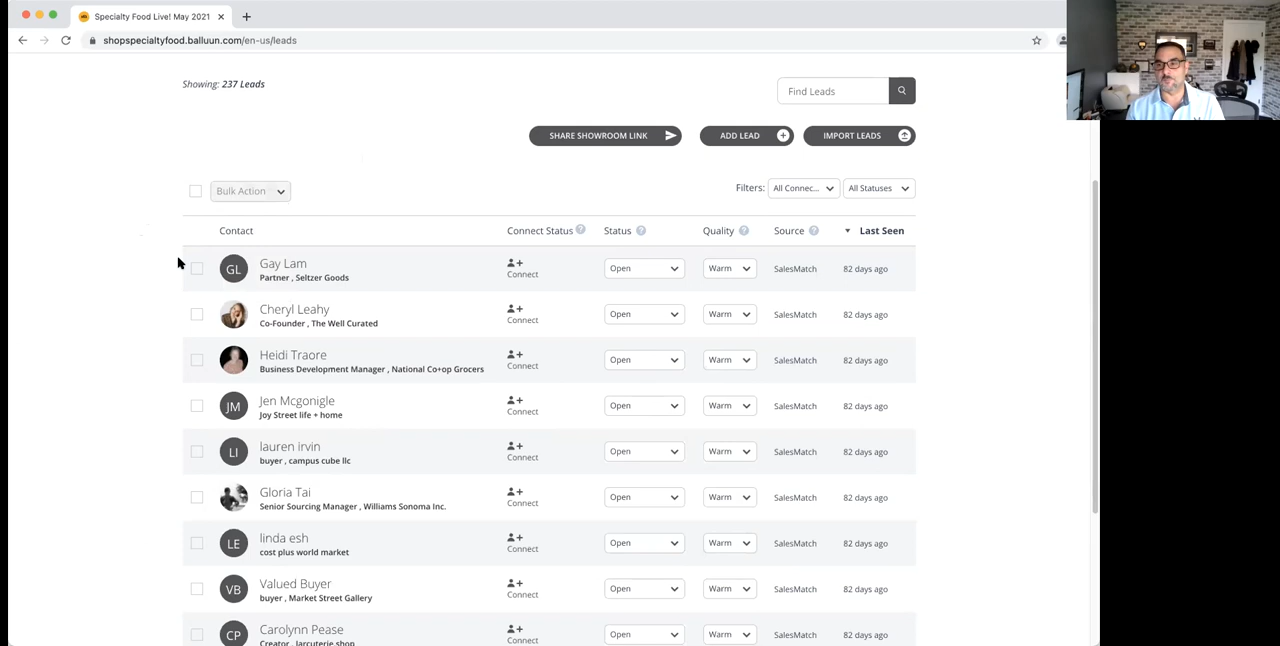 Specialty Food Live! May 2021
shopspecialtyfood.balluun.com/en-us/leads
Showing: 237 Leads
Find Leads
SHARE SHOWROOM LINK
ADD LEAD
IMPORT LEADS
Bulk Action
Filters: All Connec... All Statuses
Contact Connect Status Status Quality Source Last Seen
GL Gay Lam Connect Open Warm SalesMatch 82 days ago
Partner , Seltzer Goods
Cheryl Leahy Connect Open Warm SalesMatch 82 days ago
Co-Founder , The Well Curated
Heidi Traore Connect Open Warm SalesMatch 82 days ago
Business Development Manager , National Co+op Grocers
JM Jen Mcgonigle Connect Open Warm SalesMatch 82 days ago
Joy Street life + home
LI lauren irvin Connect Open Warm SalesMatch 82 days ago
buyer , campus cube llc
Gloria Tai Connect Open Warm SalesMatch 82 days ago
Senior Sourcing Manager , Williams Sonoma Inc.
LE linda esh Connect Open Warm SalesMatch 82 days ago
cost plus world market
VB Valued Buyer Connect Open Warm SalesMatch 82 days ago
buyer , Market Street Gallery
CP Carolynn Pease Connect Open Warm SalesMatch 82 days ago
Creator , larcuterie shop